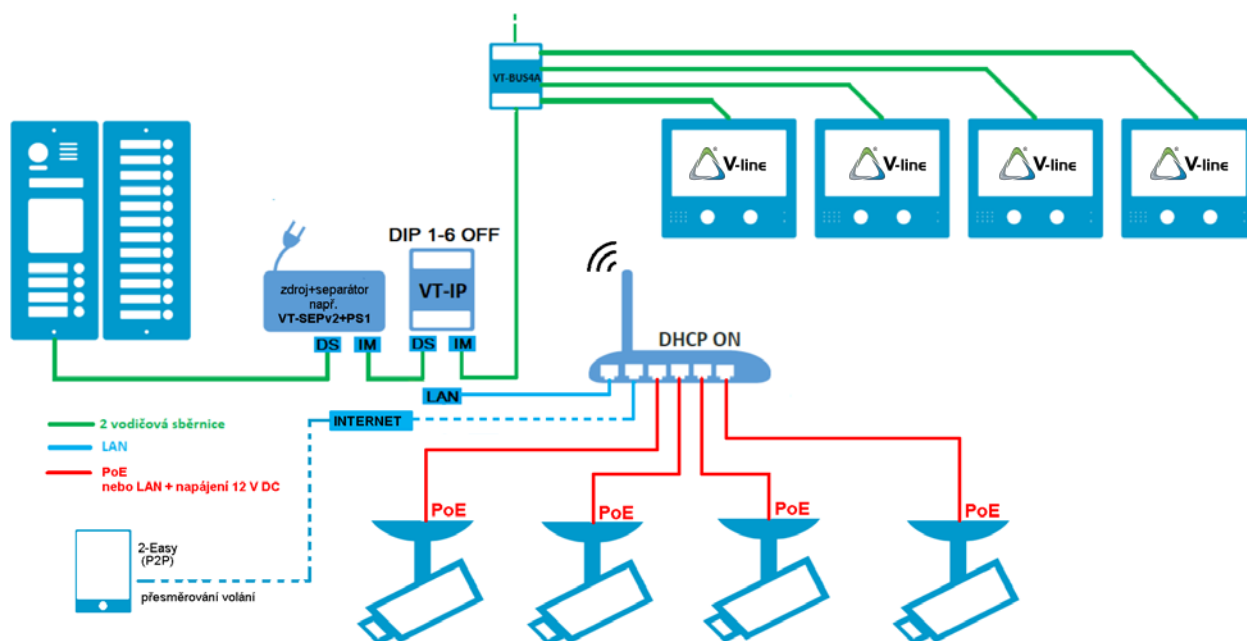 VT-BUS4A
V-line
V-line
V-line
V-line
DIP 1-6 OFF
zdroj+separátor
např.
VT-SEPv2+PS1
VT-IP
DS
IM
DS
IM
DHCP ON
LAN
INTERNET
2 vodičová sběrnice
LAN
PoE
nebo LAN + napájení 12 V DC
PoE
PoE
PoE
PoE
2-Easy
(P2P)
přesměrování volání